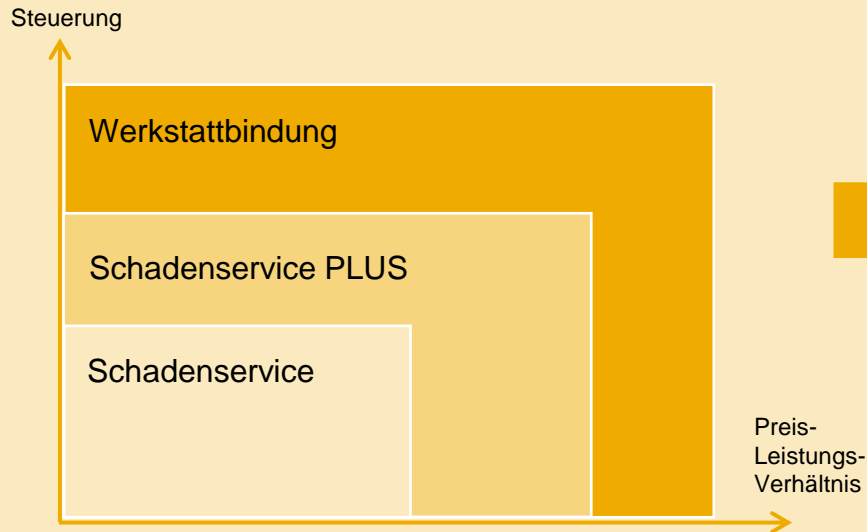 Steuerung
Werkstattbindung
Schadenservice PLUS
Schadenservice
Preis-
Leistungs-
Verhältnis